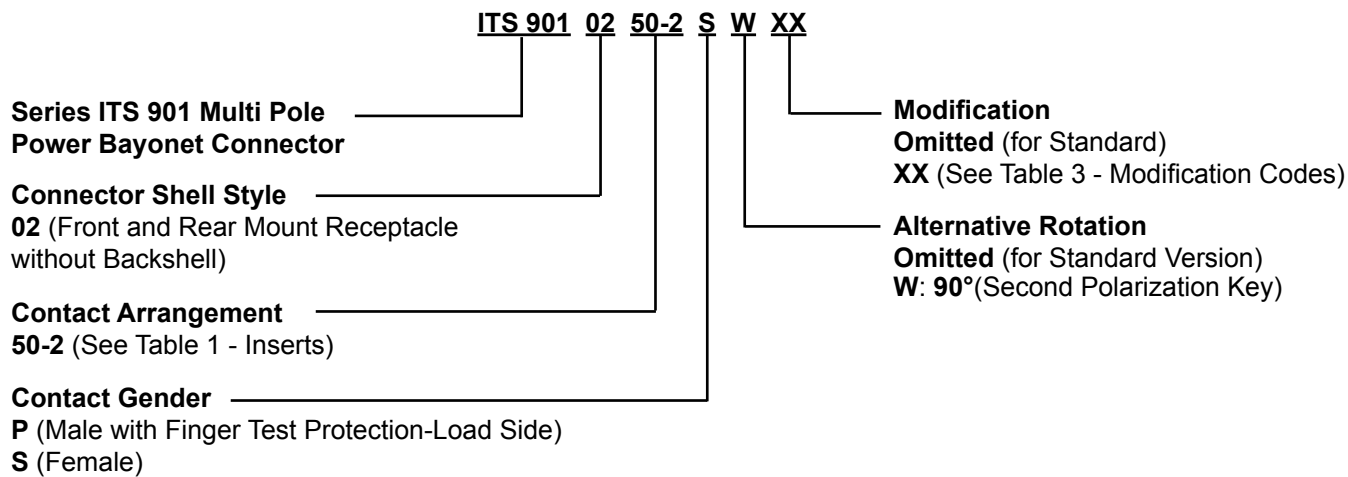 ITS 901 02 50-2 S W XX
Series ITS 901 Multi Pole
Power Bayonet Connector
Connector Shell Style
02 (Front and Rear Mount Receptacle
without Backshell)
Contact Arrangement
50-2 (See Table 1 - Inserts)
Contact Gender
P (Male with Finger Test Protection-Load Side)
S (Female)
Modification
Omitted (for Standard)
XX (See Table 3 - Modification Codes)
Alternative Rotation
Omitted (for Standard Version)
W: 90°(Second Polarization Key)